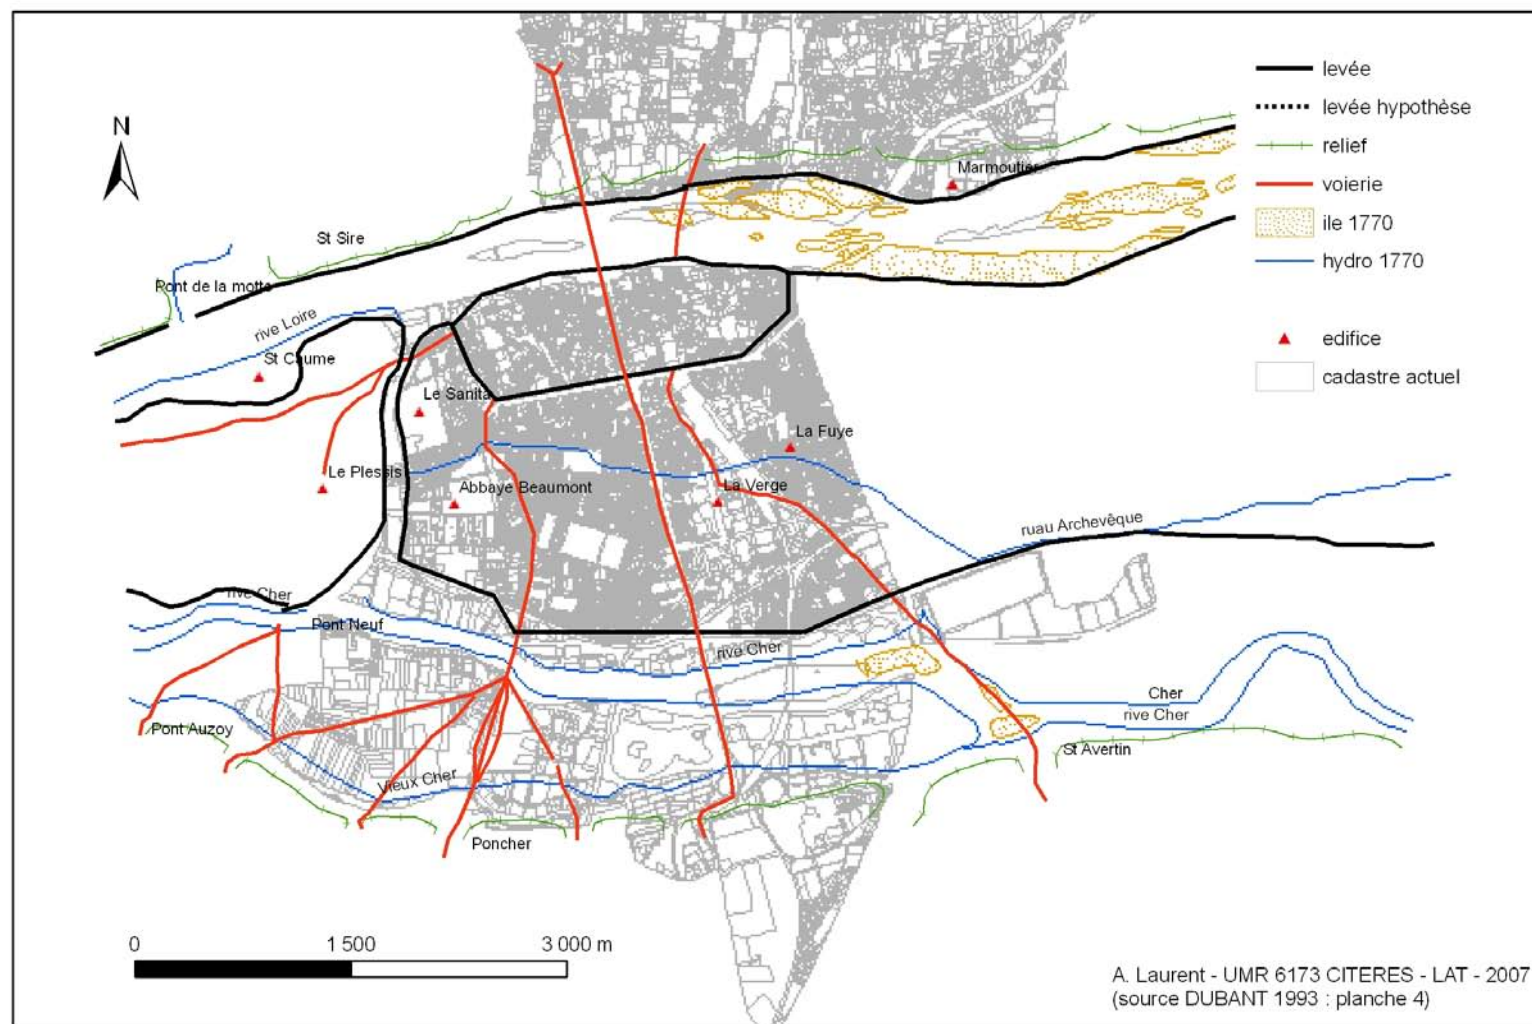 N
levée
levée hypothèse
relief
voierie
ile 1770
hydro 1770
edifice
cadastre actuel
Marmoutier
St Sire
Pont de la motte
rive Loire
St Caume
Le Sanita
La Fuye
Le Plessis
Abbaye Beaumont
La Verge
ruau Archevêque
rive Cher
Pont Neuf
rive Cher
Cher
rive Cher
Pont Auzoy
St Avertin
Vieux Cher
Poncher
0 1 500 3 000 m
A. Laurent - UMR 6173 CITERES - LAT - 2007
(source DUBANT 1993 : planche 4)